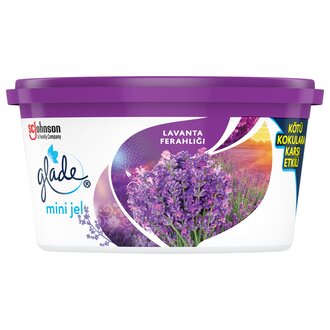 SC Johnson
A Family Company
glade®
mini jel
LAVANTA
FERAHLIĞI
KÖTÜ
KOKULARA
KARŞI
ETKİLİ